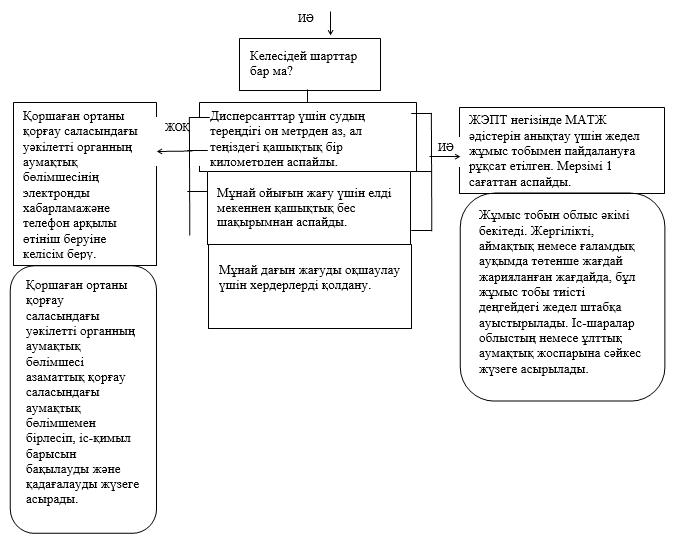 ИӘ
Келесідей шарттар
бар ма?
Қоршаған ортаны
қорғау саласындағы
уәкілетті органның
аумақтық
бөлімшесінің
электронды
хабарламажәне
телефон арқылы
өтініш беруіне
келісім беру.
ЖОҚ
Дисперсанттар үшін судың
тереңдігі он метрден аз, ал
теңіздегі қашықтық бір
километрден аспайды.
ИӘ
ЖЭПТ негізінде МАТЖ
әдістерін анықтау үшін жедел
жұмыс тобымен пайдалануға
рұқсат етілген. Мерзімі 1
сағаттан аспайды.
Мұнай ойығын жағу үшін елді
мекеннен қашықтық бес
шақырымнан аспайды.
Мұнай дағын жағуды оқшаулау
үшін хердерлерді қолдану.
Жұмыс тобын облыс әкімі
бекітеді. Жергілікті,
аймақтық немесе ғаламдық
ауқымда төтенше жағдай
жарияланған жағдайда, бұл
жұмыс тобы тиісті
деңгейдегі жедел штабқа
ауыстырылады. Іс-шаралар
облыстың немесе ұлттық
аумақтық жоспарына сәйкес
жүзеге асырылады.
Қоршаған ортаны
қорғау
саласындағы
уәкілетті органның
аумақтық
бөлімшесі
азаматтық қорғау
саласындағы
аумақтық
бөлімшемен
бірлесіп, іс-қимыл
барысын
бақылауды және
қадағалауды жүзеге
асырады.